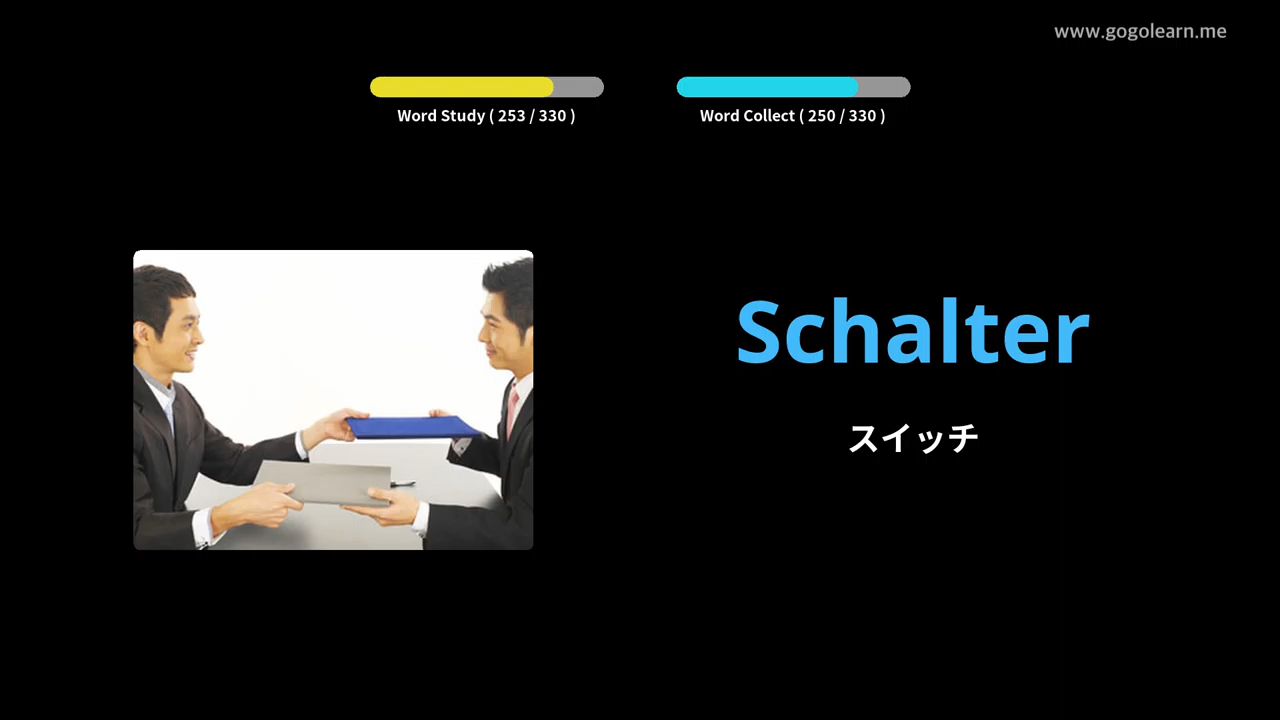 www.gogolearn.me
Word Study ( 253 / 330 )
Word Collect ( 250 / 330 )
Schalter
スイッチ